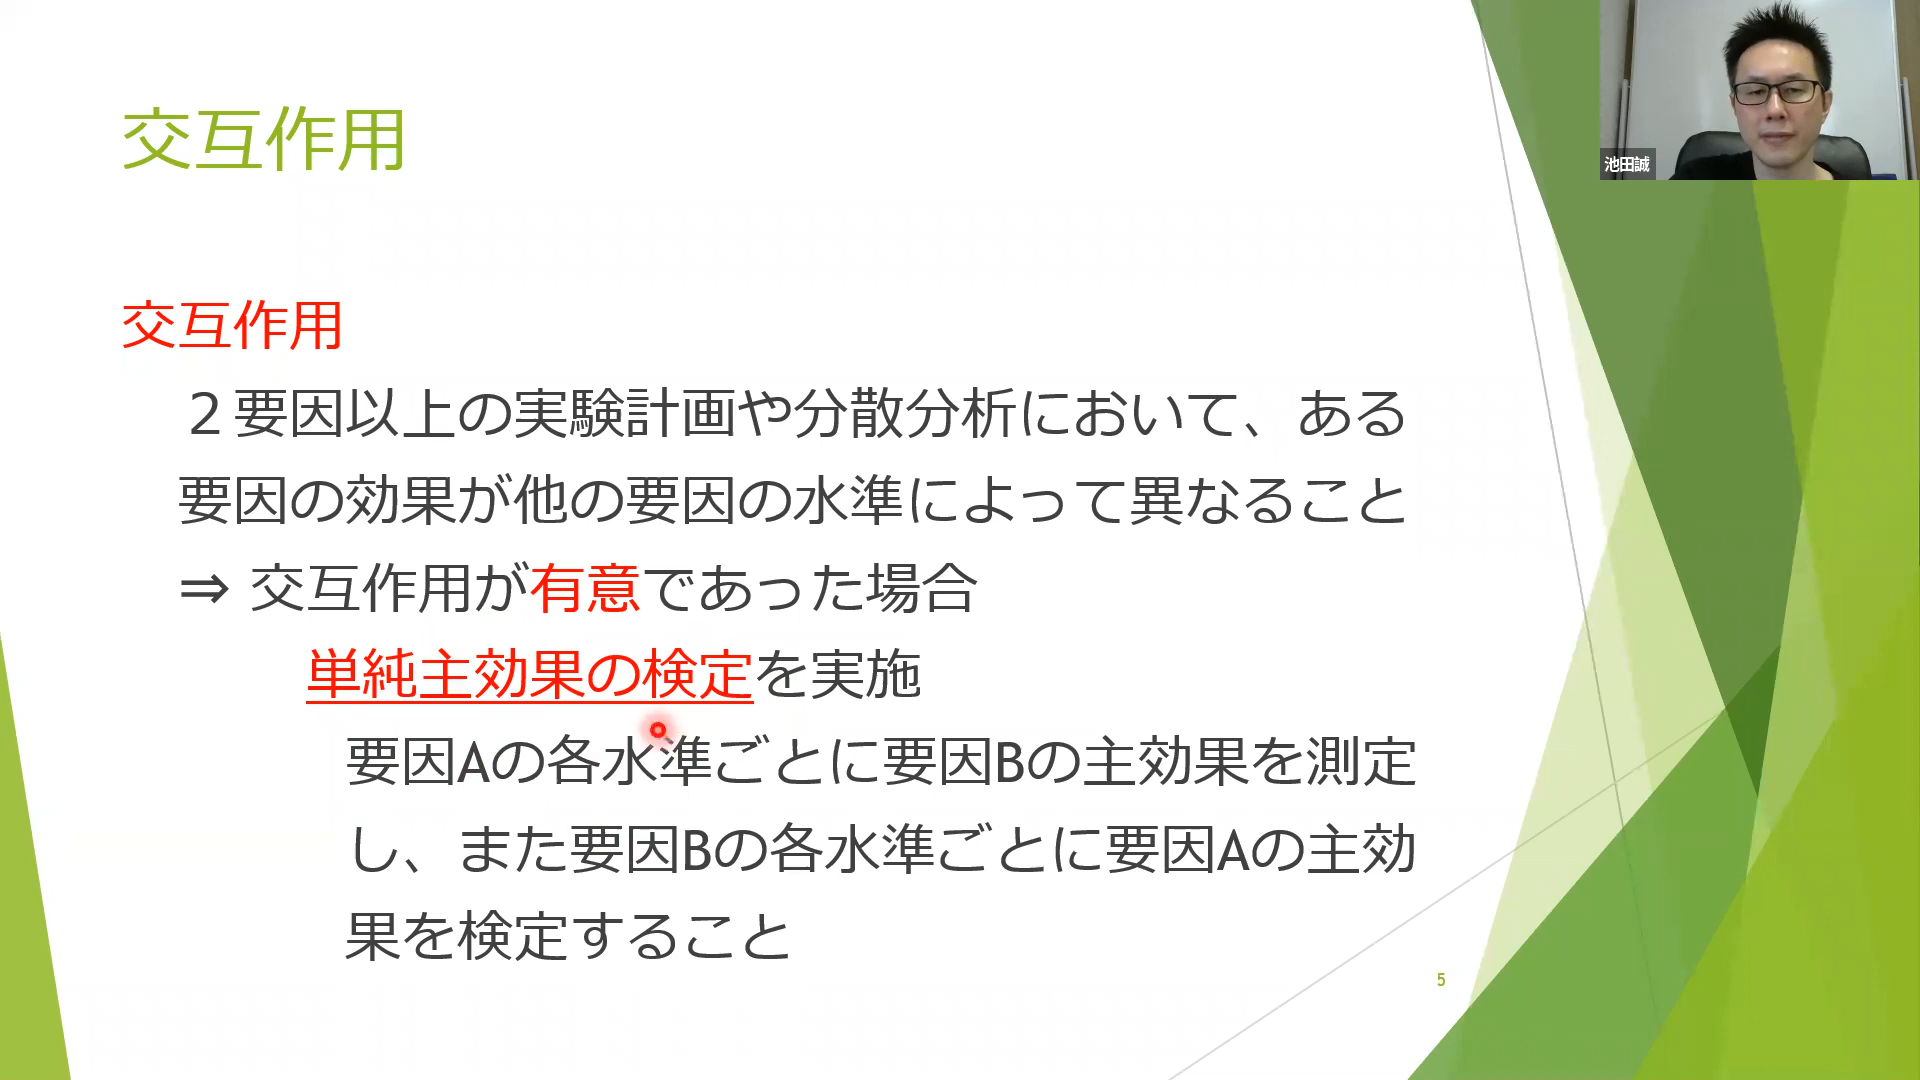 交互作用
池田誠
交互作用
２要因以上の実験計画や分散分析において、ある
要因の効果が他の要因の水準によって異なること
⇒ 交互作用が有意であった場合
単純主効果の検定を実施
要因Aの各水準ごとに要因Bの主効果を測定
し、また要因Bの各水準ごとに要因Aの主効
果を検定すること
5